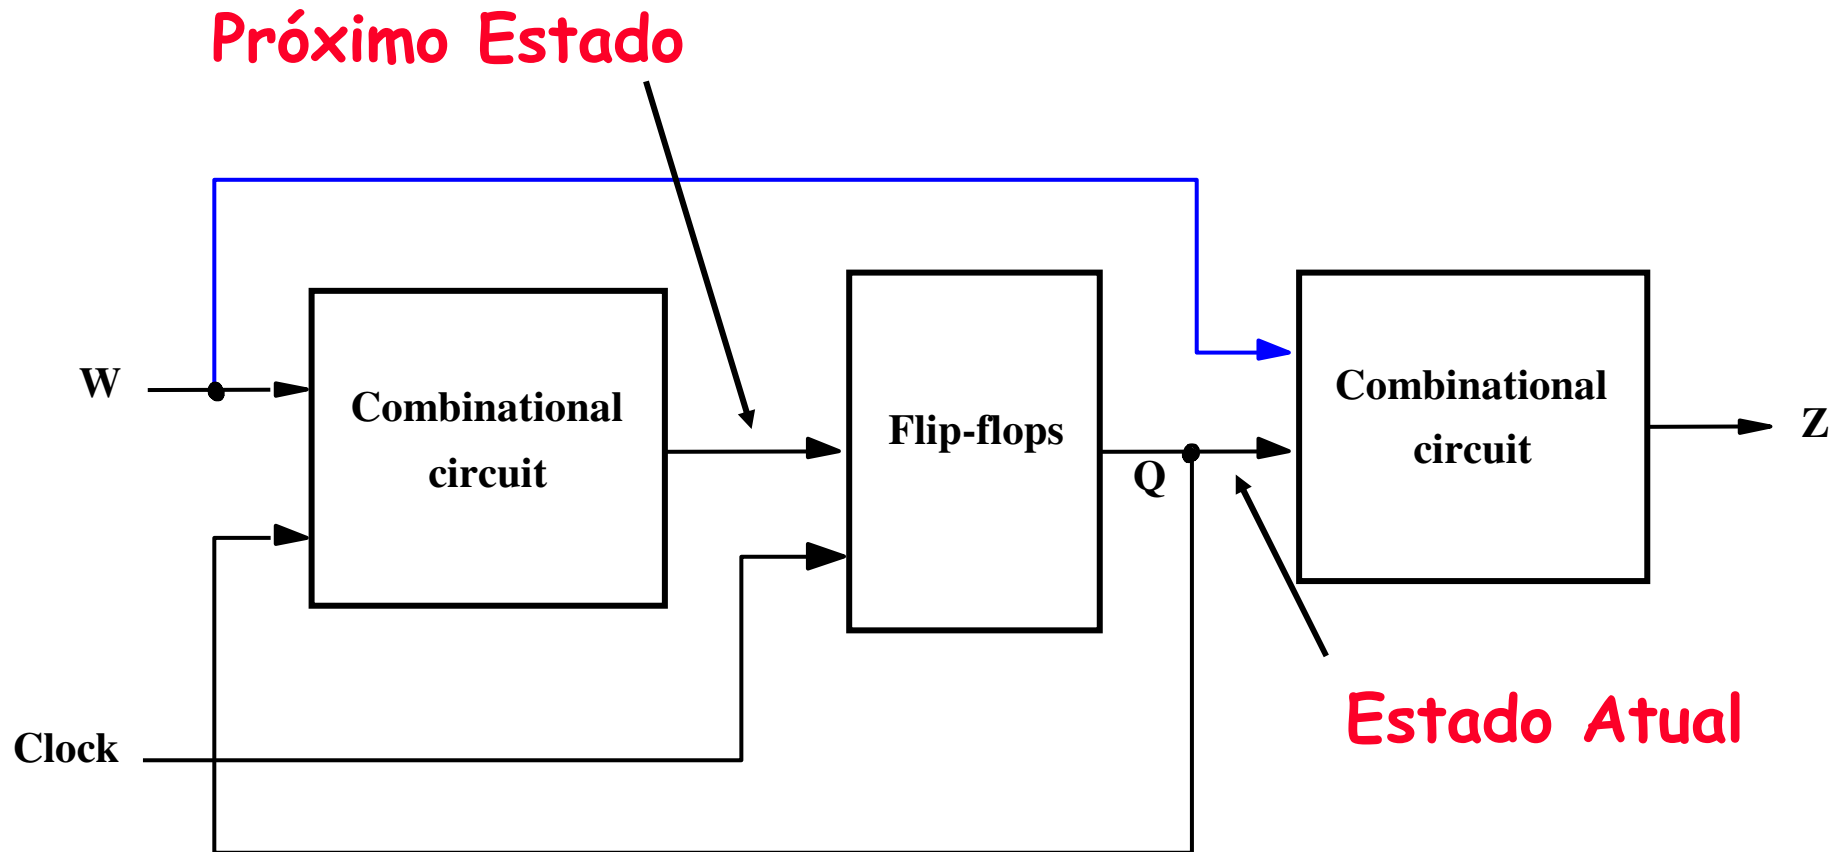 Próximo Estado
W
Combinational
circuit
Flip-flops
Q
Combinational
circuit
Z
Clock
Estado Atual